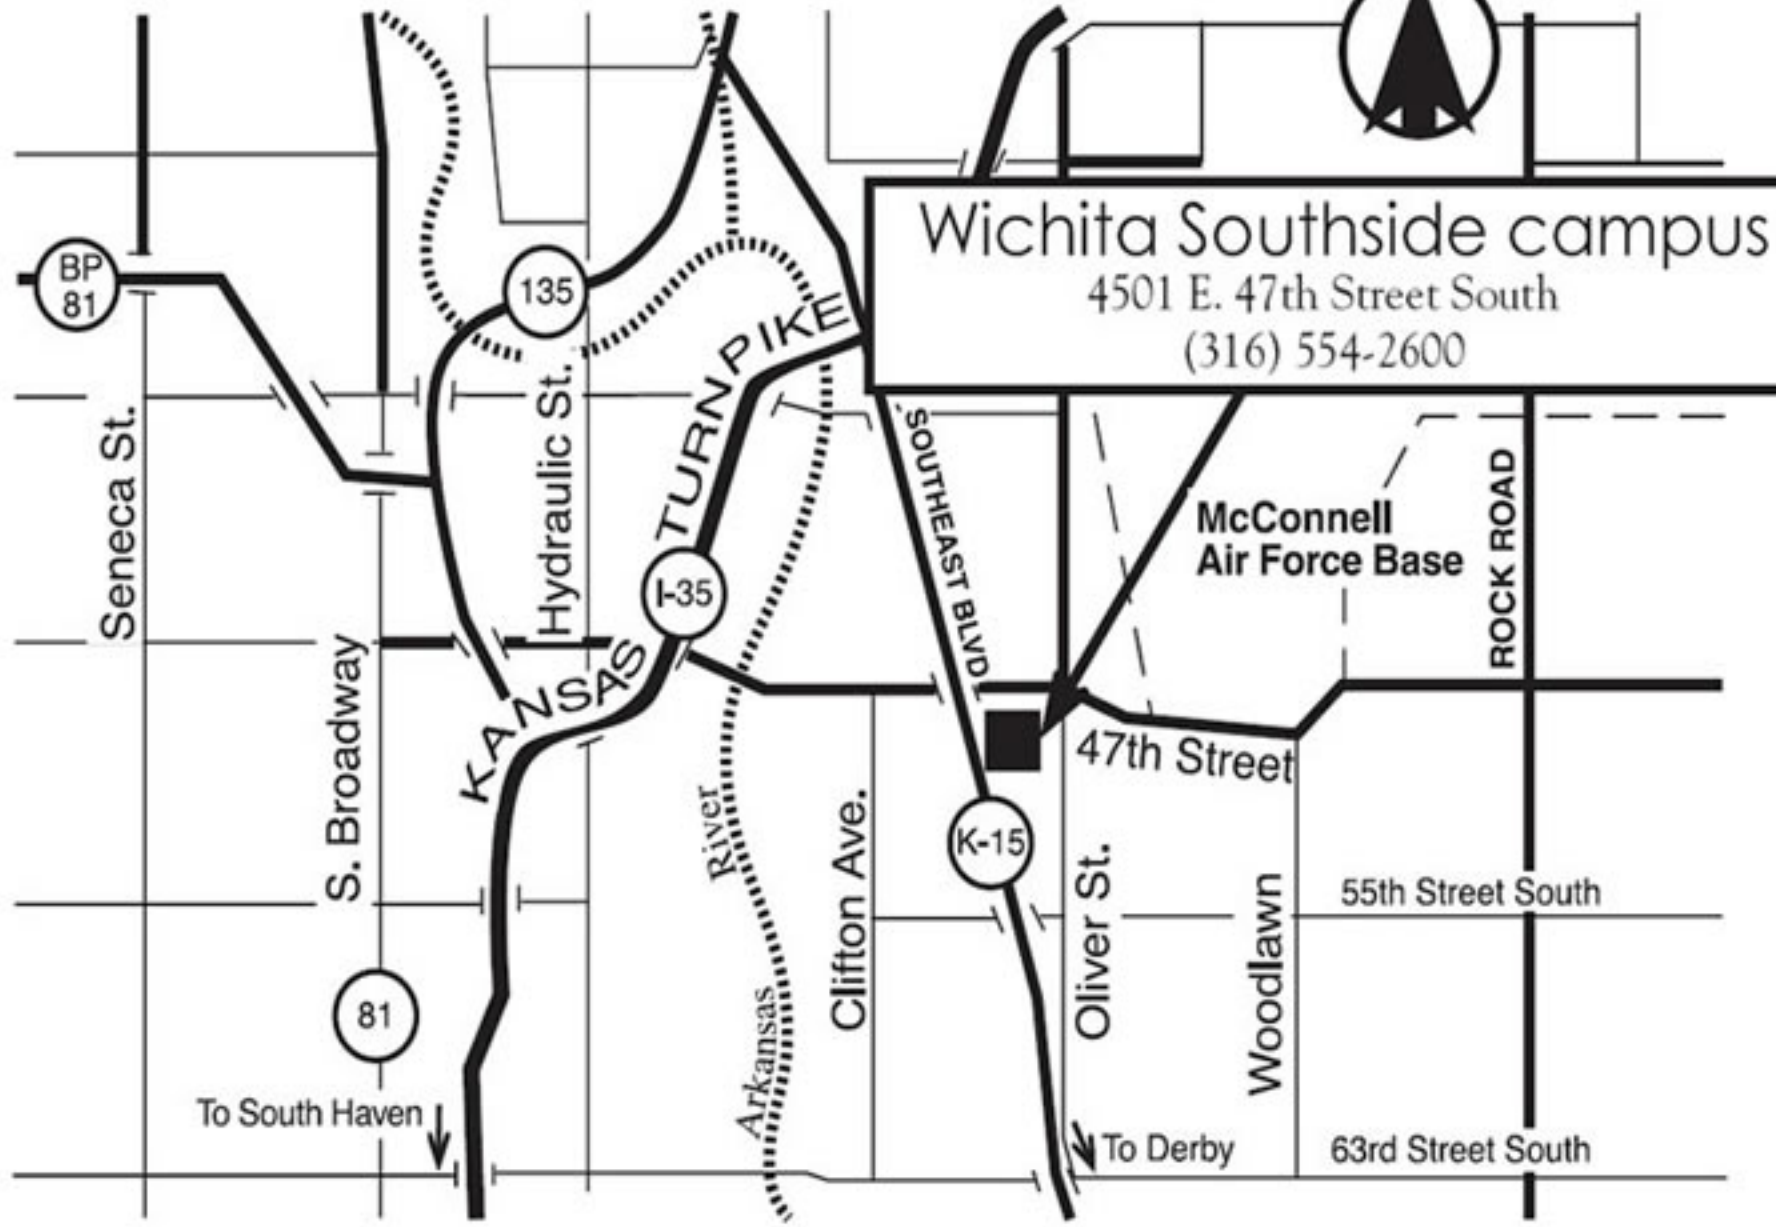 BP
81
135
Wichita Southside campus
4501 E. 47th Street South
(316) 554-2600
Seneca St.
Hydraulic St.
KANSAS TURNPIKE
I-35
SOUTHEAST BLVD
McConnell
Air Force Base
ROCK ROAD
S. Broadway
47th Street
Arkansas River
Clifton Ave.
K-15
Oliver St.
Woodlawn
55th Street South
81
To South Haven
To Derby
63rd Street South